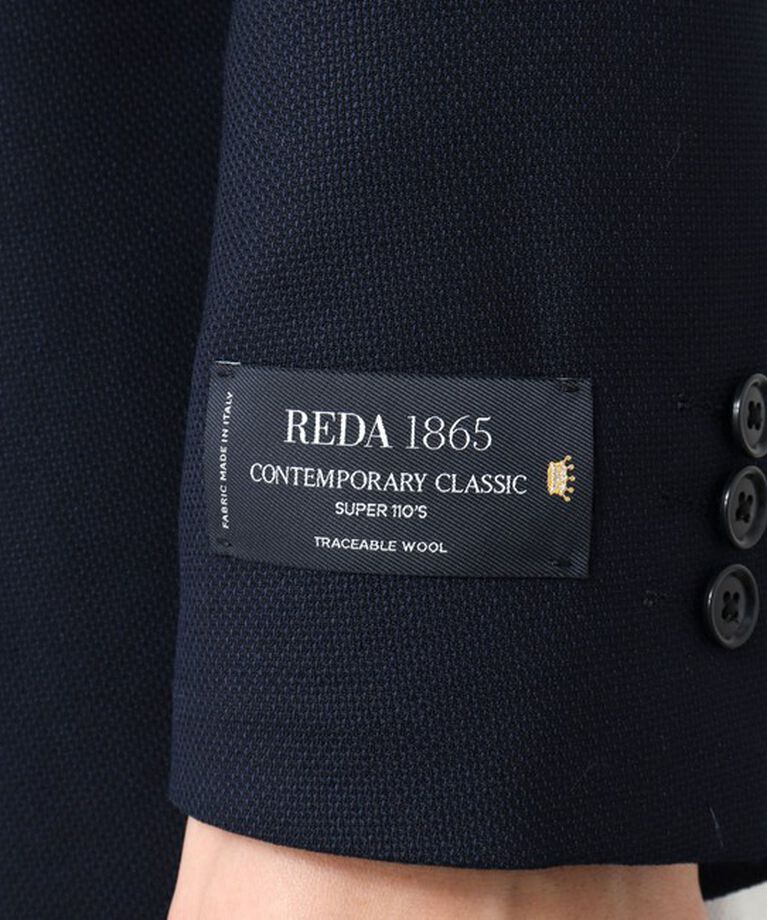 FABRIC MADE IN ITALY
REDA 1865
CONTEMPORARY CLASSIC
SUPER 110'S
TRACEABLE WOOL